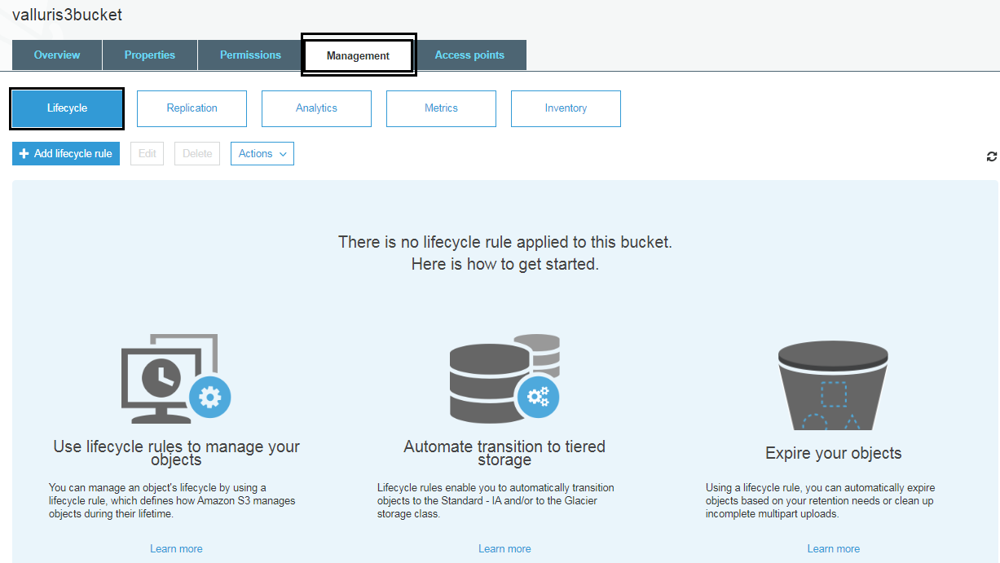 valluris3bucket
Overview
Properties
Permissions
Management
Access points
Lifecycle
Replication
Analytics
Metrics
Inventory
Add lifecycle rule
Edit
Delete
Actions
There is no lifecycle rule applied to this bucket.
Here is how to get started.
Use lifecycle rules to manage your
objects
You can manage an object's lifecycle by using a
lifecycle rule, which defines how Amazon S3 manages
objects during their lifetime.
Learn more
Automate transition to tiered
storage
Lifecycle rules enable you to automatically transition
objects to the Standard - IA and/or to the Glacier
storage class.
Learn more
Expire your objects
Using a lifecycle rule, you can automatically expire
objects based on your retention needs or clean up
incomplete multipart uploads.
Learn more